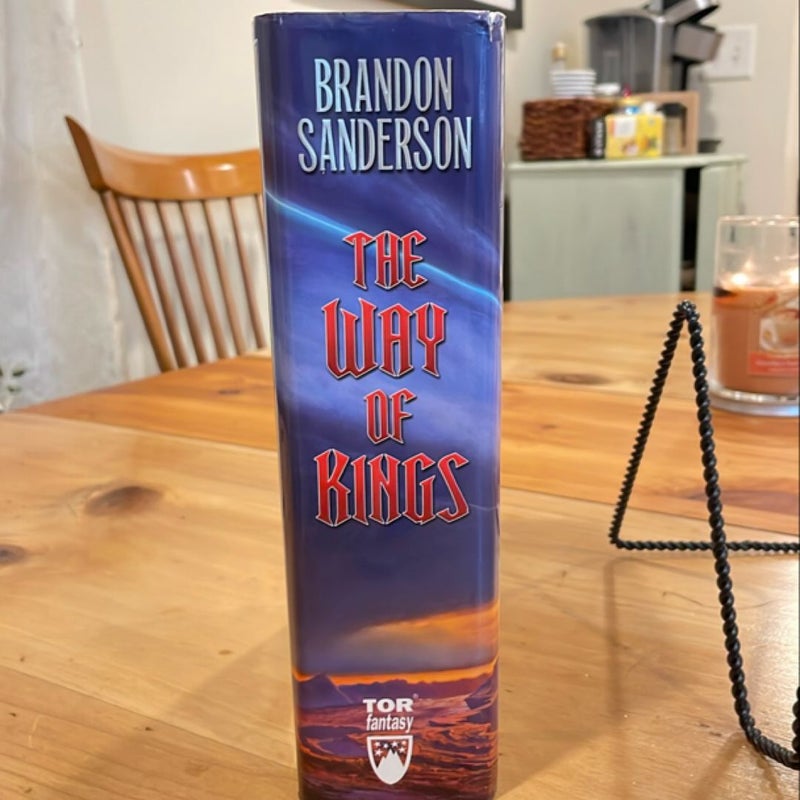 BRANDON
SANDERSON
THE
WAY
OF
KINGS
TOR®
fantasy